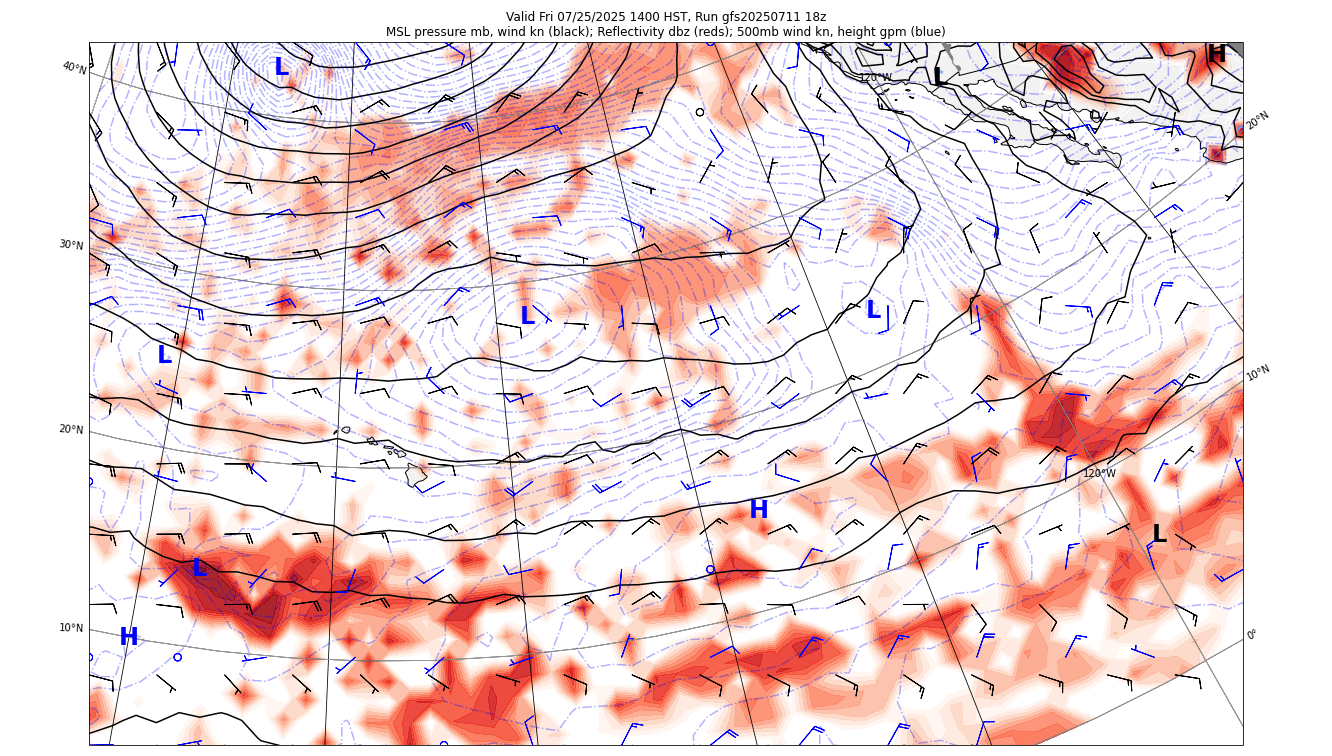 Valid Fri 07/25/2025 1400 HST, Run gfs20250711 18z
MSL pressure mb, wind kn (black); Reflectivity dbz (reds); 500mb wind kn, height gpm (blue)
H
L
40°N
120°W
L
20°N
30°N
L
L
L
10°N
20°N
120°W
H
L
L
10°N
H
0°